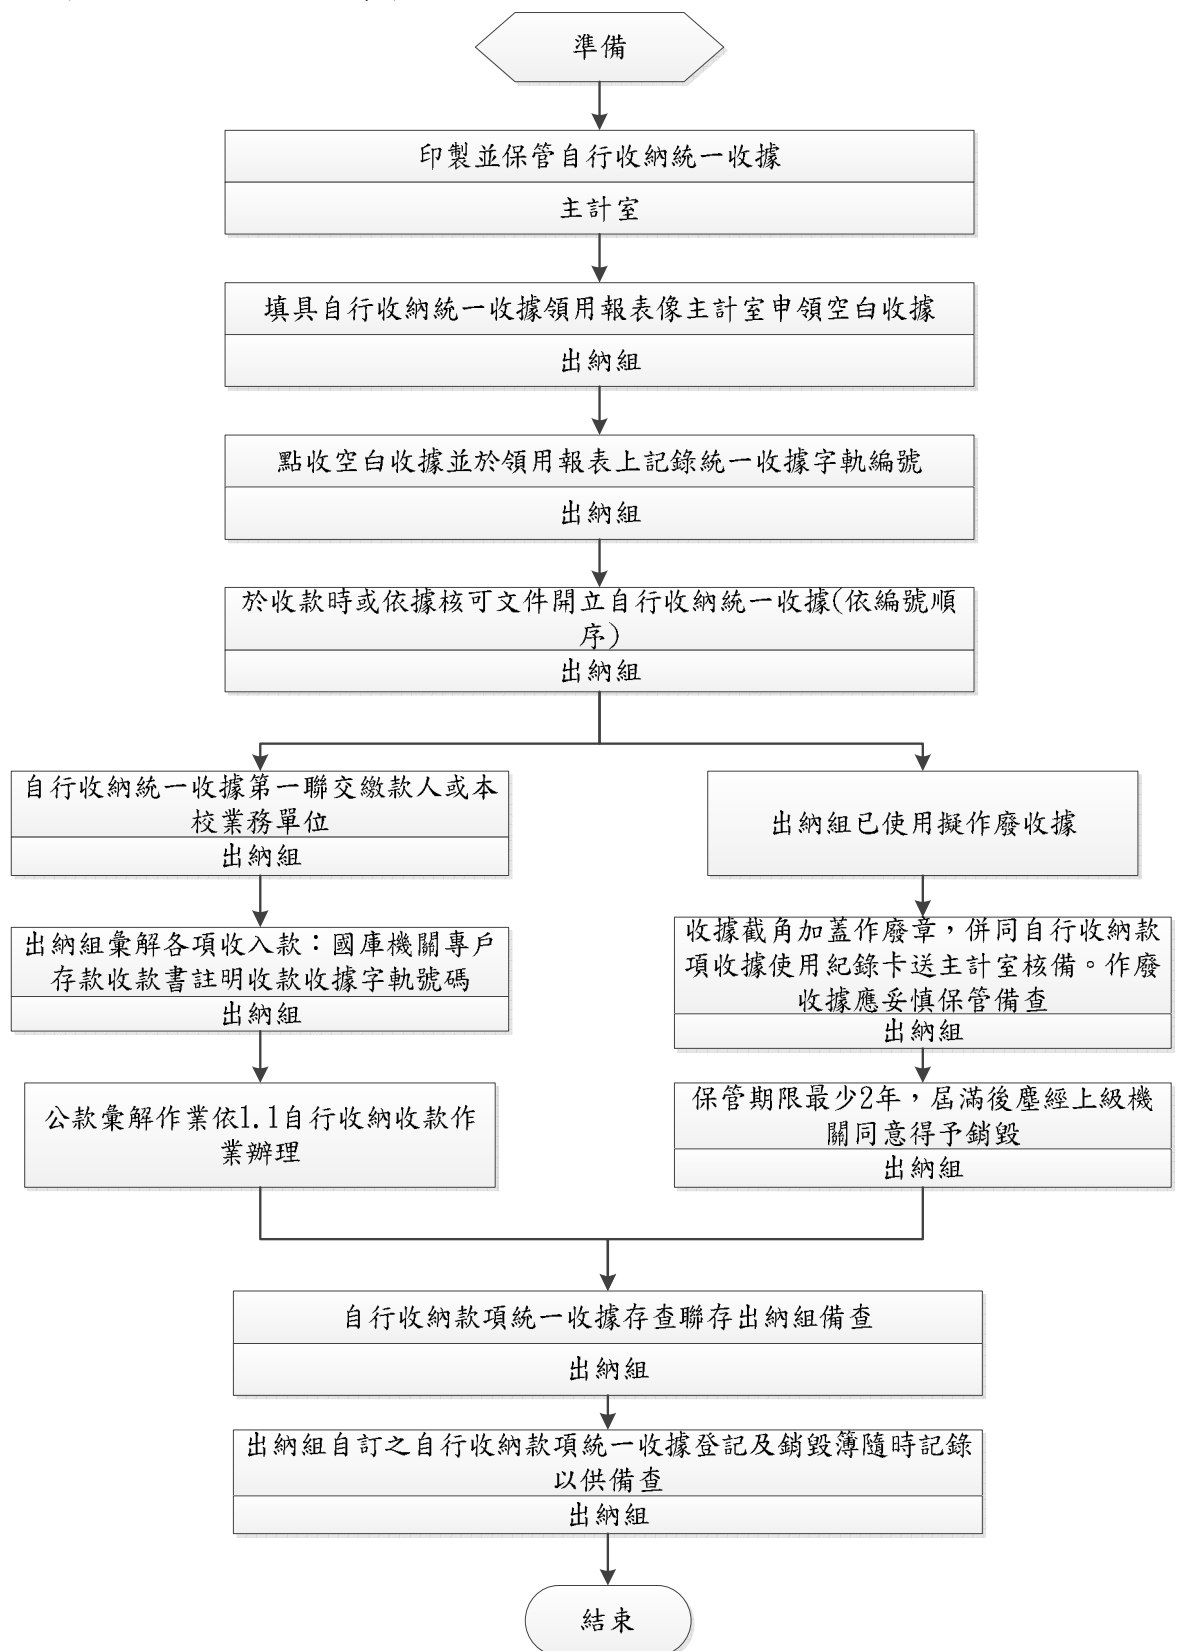 準備
印製並保管自行收納統一收據
主計室
填具自行收納統一收據領用報表像主計室申領空白收據
出納組
點收空白收據並於領用報表上記錄統一收據字軌編號
出納組
於收款時或依據核可文件開立自行收納統一收據(依編號順
序)
出納組
自行收納統一收據第一聯交繳款人或本
校業務單位
出納組
出納組彙解各項收入款：國庫機關專戶
存款收款書註明收款收據字軌號碼
出納組
公款彙解作業依1.1自行收納收款作
業辦理
出納組已使用擬作廢收據
收據截角加蓋作廢章，併同自行收納款
項收據使用紀錄卡送主計室核備。作廢
收據應妥慎保管備查
出納組
保管期限最少2年，屆滿後塵經上級機
關同意得予銷毀
出納組
自行收納款項統一收據存查聯存出納組備查
出納組
出納組自訂之自行收納款項統一收據登記及銷毀簿隨時記錄
以供備查
出納組
結束